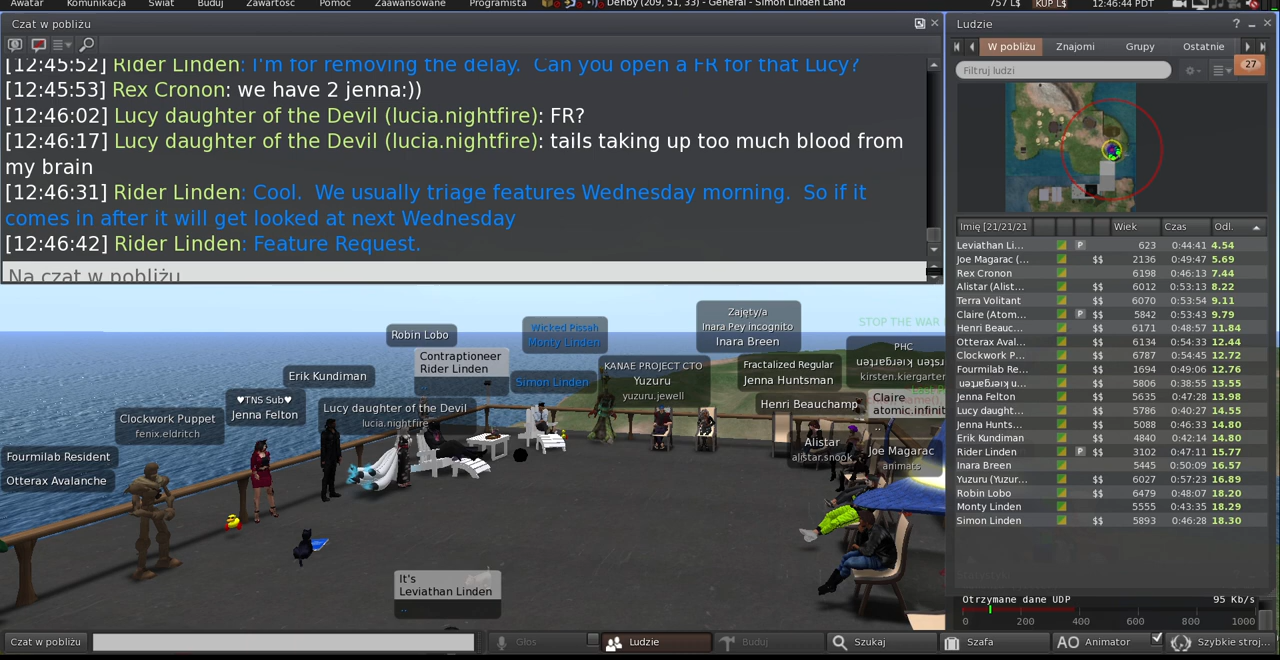 Awatar Komunikacja Świat Buduj Zawartość Pomoc Zaawansowane Programista Denby (209, 51, 33) - General - Simon Linden Land 757 L$ KUP L$ 12:46:44 PDT
Czat w pobliżu
[12:45:52] Rider Linden: I'm for removing the delay. Can you open a FR for that Lucy?
[12:45:53] Rex Cronon: we have 2 jenna:))
[12:46:02] Lucy daughter of the Devil (lucia.nightfire): FR?
[12:46:17] Lucy daughter of the Devil (lucia.nightfire): tails taking up too much blood from
my brain
[12:46:31] Rider Linden: Cool. We usually triage features Wednesday morning. So if it
comes in after it will get looked at next Wednesday
[12:46:42] Rider Linden: Feature Request.
Na czat w pobliżu
Robin Lobo
Wicked Pissah
Monty Linden
Zajęty/a
Inara Pey incognito
Inara Breen
STOP THE WAR
Contraptioneer
Rider Linden
Erik Kundiman
Simon Linden
KANAE PROJECT CTO
Yuzuru
yuzuru.jewell
Fractalized Regular
Jenna Huntsman
PHC
kirsten.kiergarten
♥TNS Sub♥
Jenna Felton
Lucy daughter of the Devil
lucia.nightfire
Henri Beauchamp
Claire
atomic.infinit
Clockwork Puppet
fenix.eldritch
Alistar
alistar.snook
Joe Magarac
animats
Fourmilab Resident
Otterax Avalanche
It's
Leviathan Linden
..
Ludzie
? _ ×
W pobliżu Znajomi Grupy Ostatnie
27
Filtruj ludzi
Imię [21/21/21 Wiek Czas Odl.
Leviathan Li... P 623 0:44:41 4.54
Joe Magarac (... $$ 2136 0:49:47 5.69
Rex Cronon 6198 0:46:13 7.44
Alistar (Alist... $$ 6012 0:53:13 8.22
Terra Volitant $$ 6070 0:53:54 9.11
Claire (Atom... P $$ 5842 0:53:43 9.79
Henri Beauc... $$ 6171 0:48:57 11.84
Otterax Aval... $$ 6134 0:54:33 12.44
Clockwork P... $$ 6787 0:54:45 12.72
Fourmilab Re... $$ 1694 0:49:06 12.76
$$ 5806 0:38:55 13.55
Jenna Felton $$ 5635 0:47:28 13.98
Lucy daught... $$ 5786 0:40:27 14.55
Jenna Hunts... $$ 5088 0:46:33 14.80
Erik Kundiman $$ 4840 0:42:14 14.80
Rider Linden P $$ 3102 0:47:11 15.77
Inara Breen 5445 0:50:09 16.57
Yuzuru (Yuzur... $$ 6027 0:57:23 16.89
Robin Lobo $$ 6479 0:48:07 18.20
Monty Linden 5555 0:43:35 18.29
Simon Linden $$ 5893 0:46:28 18.30
Otrzymane dane UDP 95 Kb/s
0 200 400 600 800 1000
Czat w pobliżu Głos Ludzie Buduj Szukaj Szafa AO Animator Szybkie stroj...